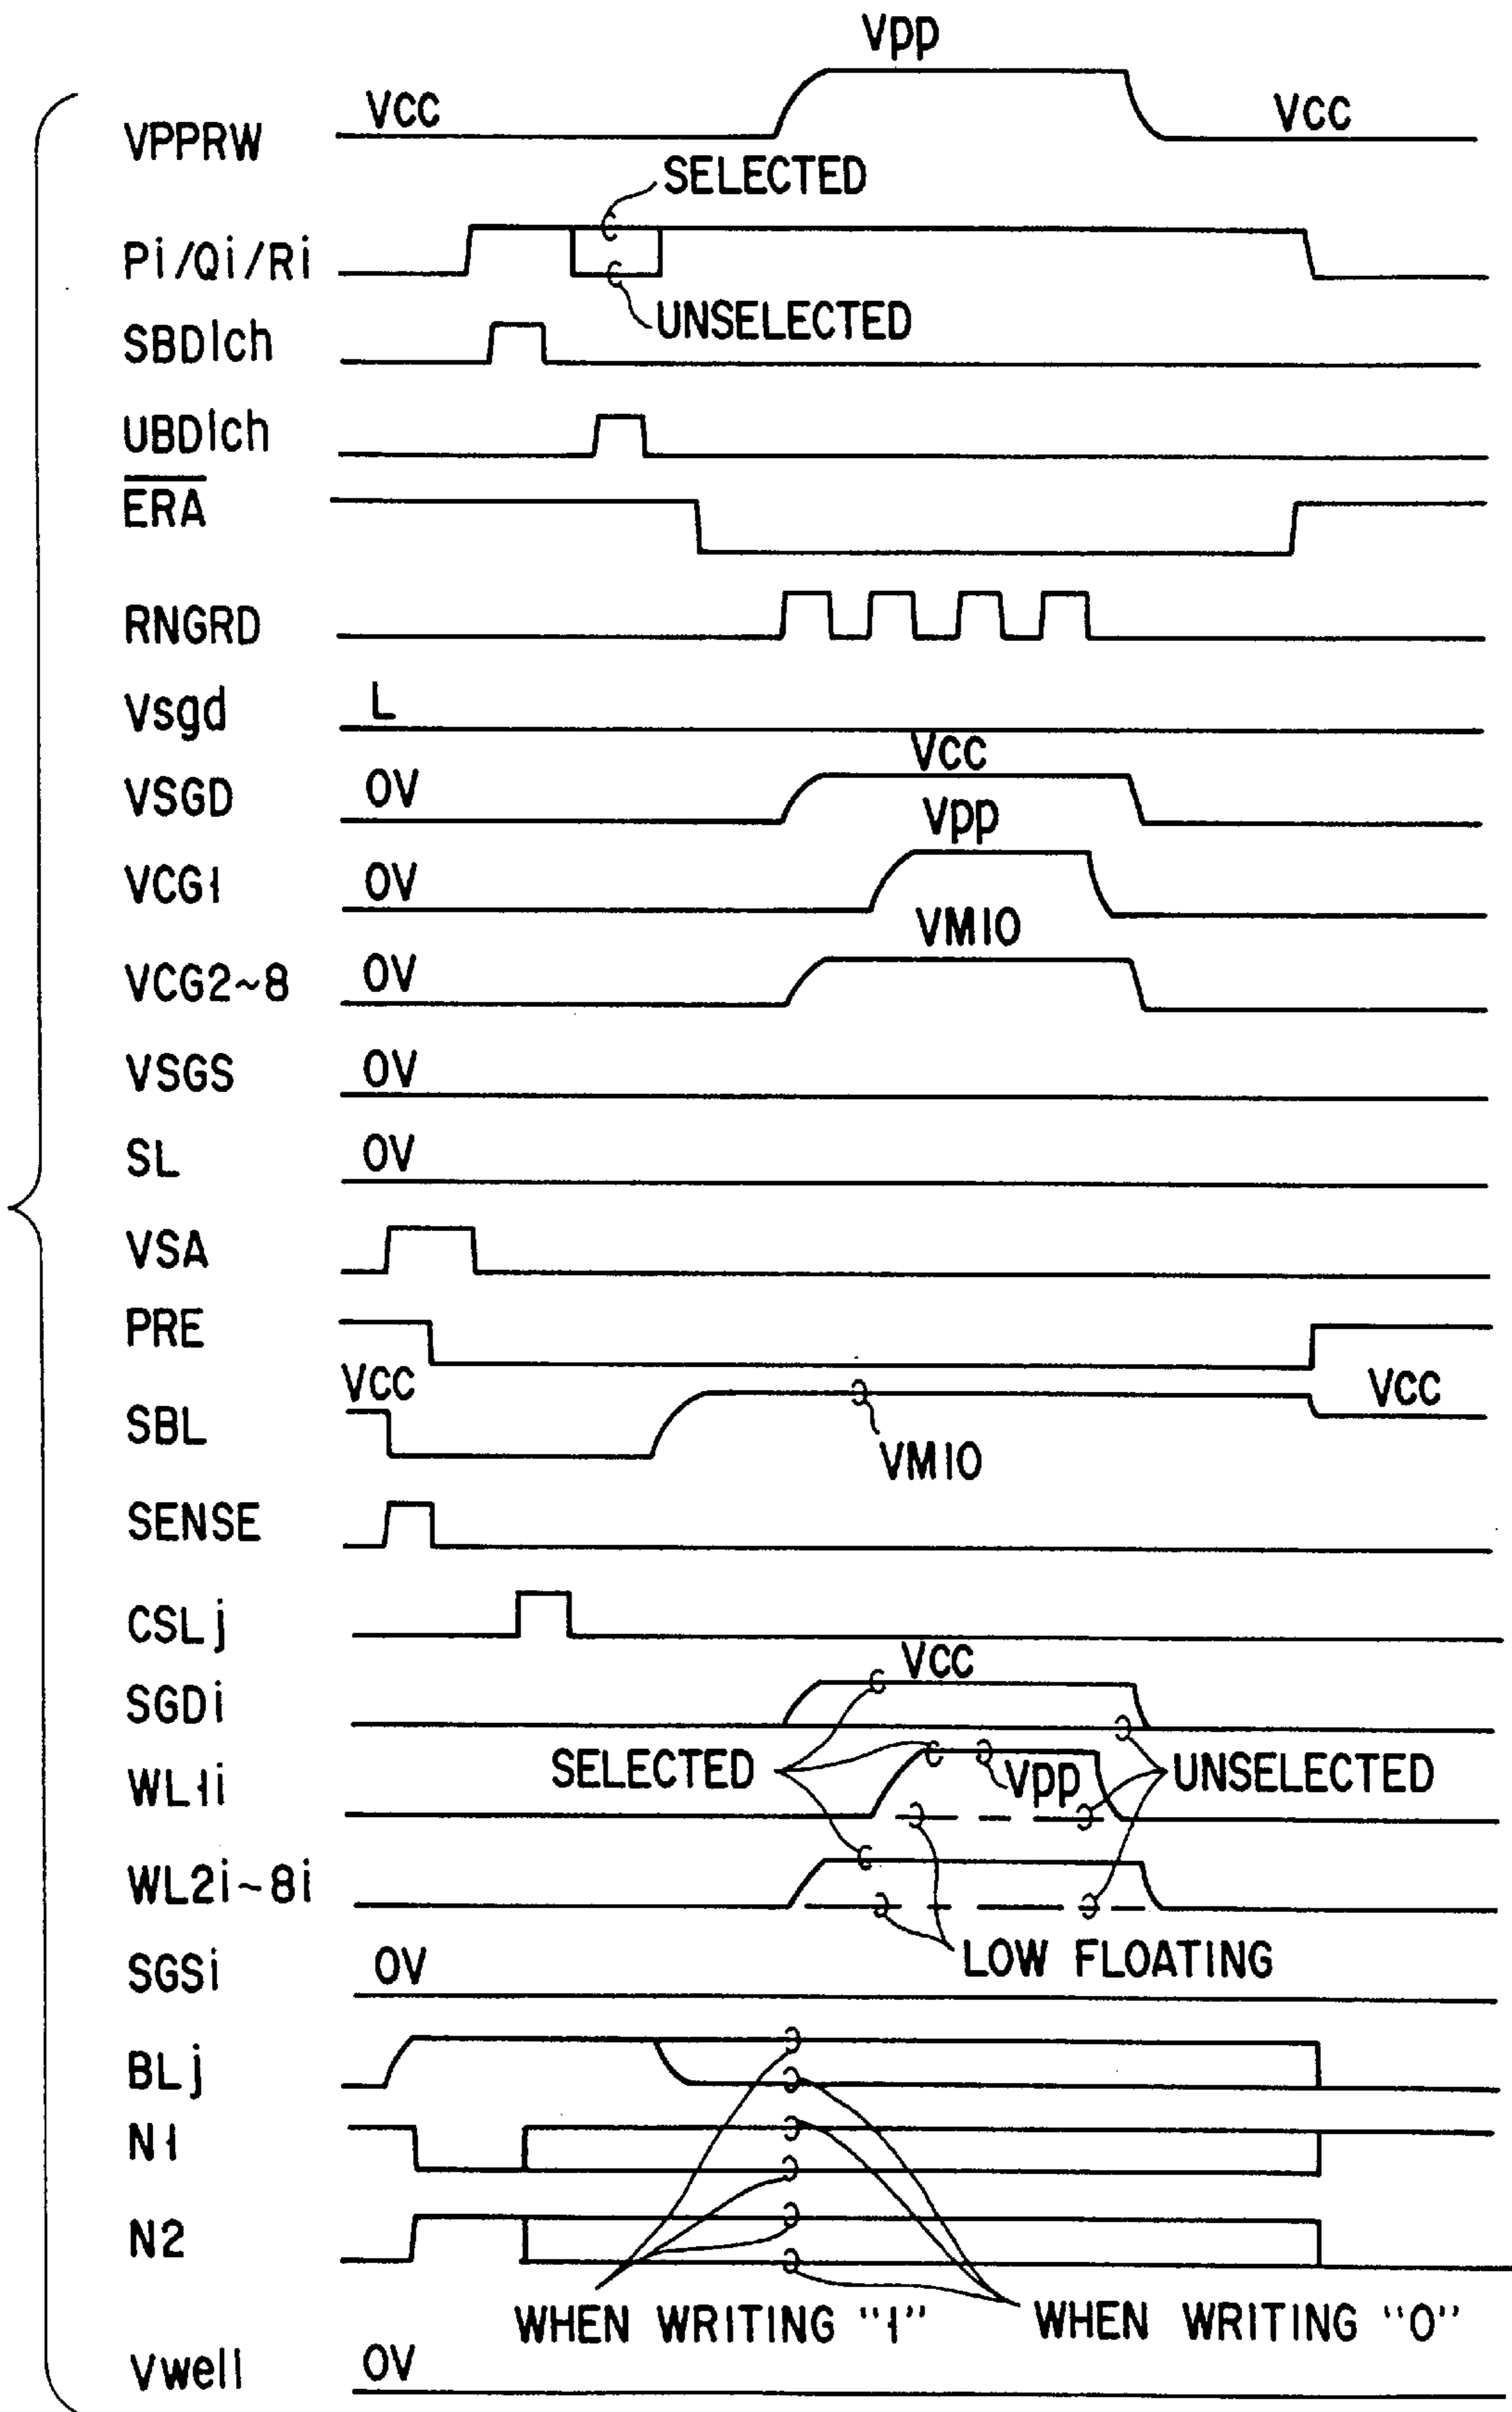 Vpp
VPPRW VCC VCC
SELECTED
Pi/Qi/Ri
UNSELECTED
SBDlch
UBDlch
ERA
RNGRD
Vsgd L
VSGD 0V VCC
VCG1 0V Vpp
VCG2~8 0V VM10
VSGS 0V
SL 0V
VSA
PRE
SBL VCC VM10 VCC
SENSE
CSLj
SGDi VCC
SELECTED UNSELECTED
WL1i Vpp
WL2i~8i
LOW FLOATING
SGSi 0V
BLj
N1
N2
WHEN WRITING "1" WHEN WRITING "0"
Vwell 0V